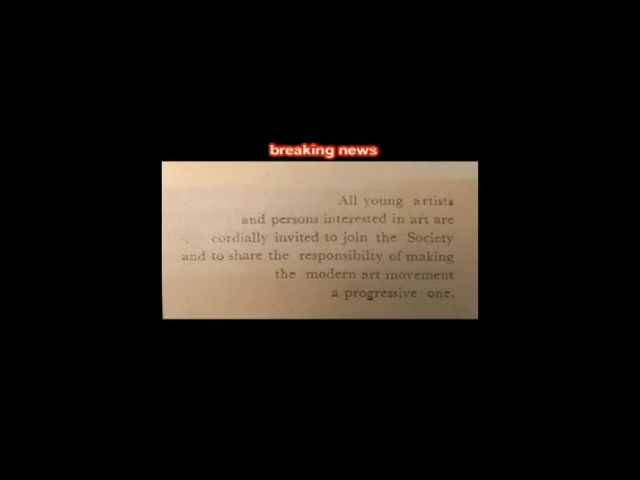 breaking news
All young artists
and persons interested in art are
cordially invited to join the Society
and to share the responsibilty of making
the modern art movement
a progressive one.